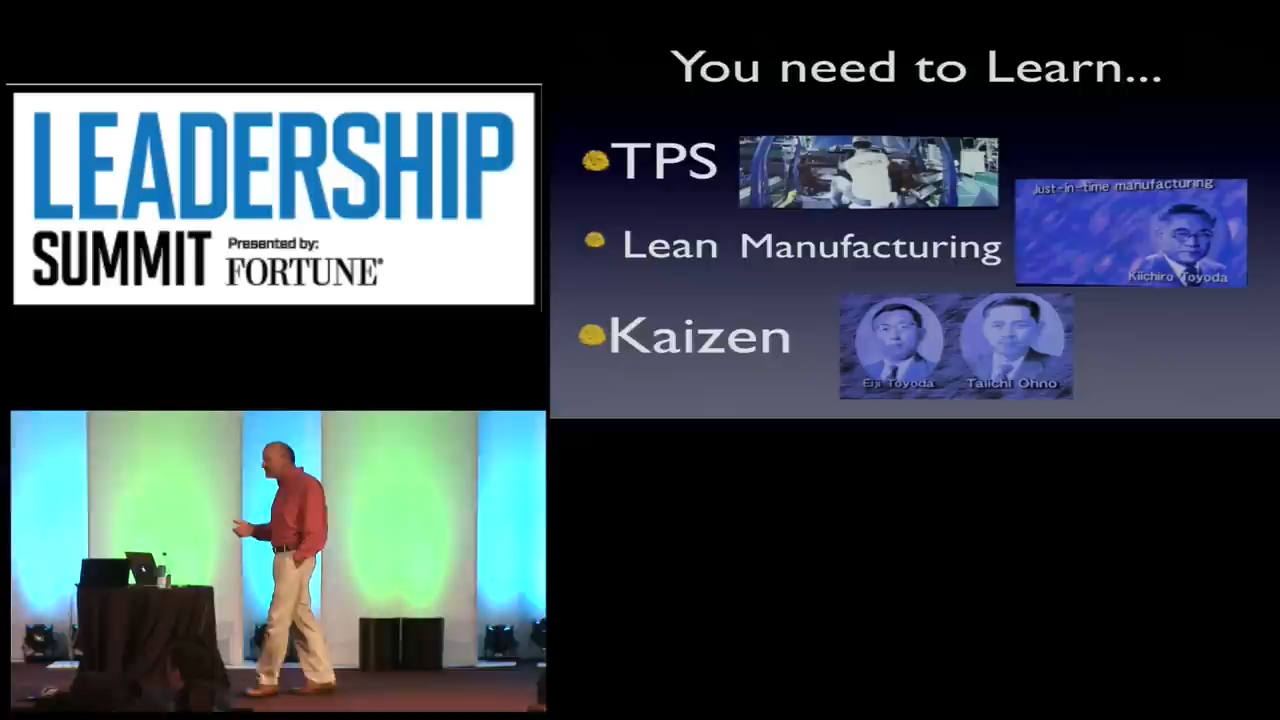 LEADERSHIP
SUMMIT Presented by:
FORTUNE
You need to Learn...
TPS
Just-in-time manufacturing
Lean Manufacturing
Kiichiro Toyoda
Kaizen
Eiji Toyoda Taiichi Ohno